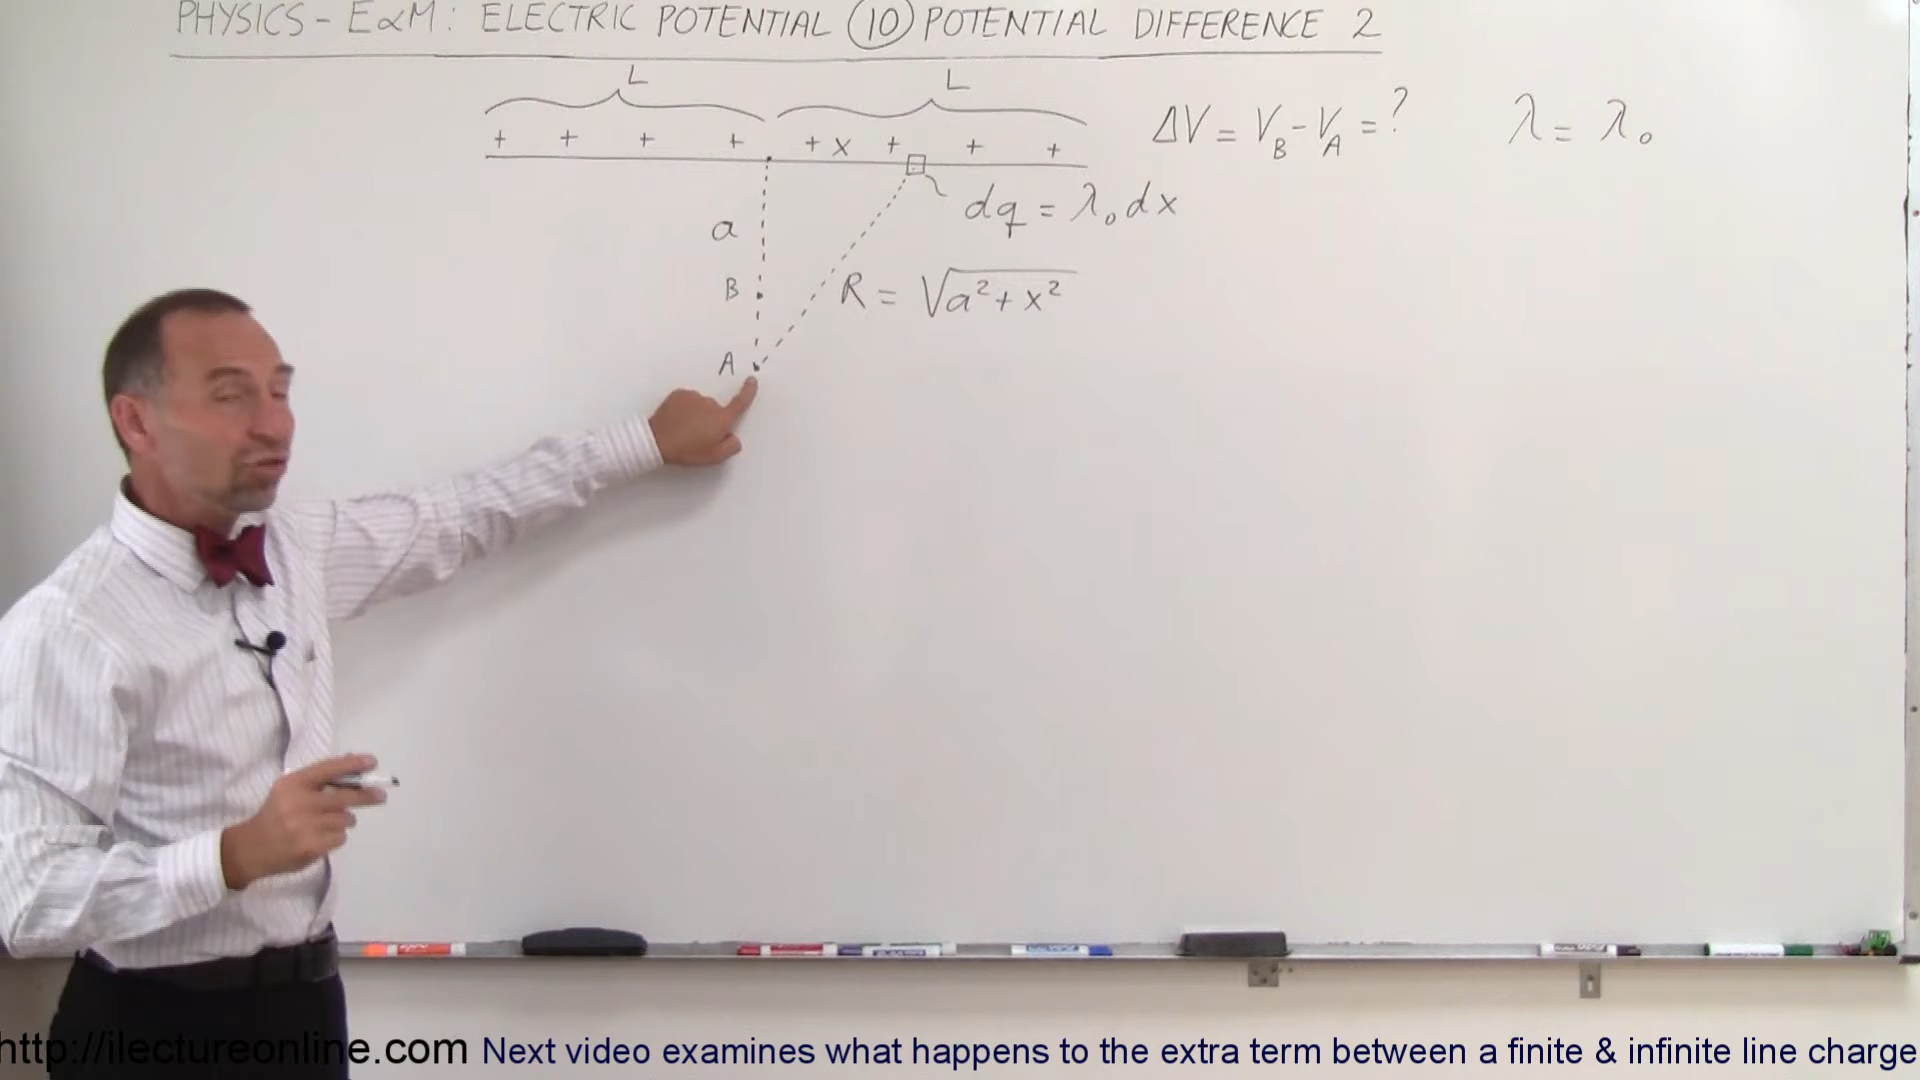 PHYSICS - E&M: ELECTRIC POTENTIAL 10 POTENTIAL DIFFERENCE 2
L L
+ + + + + x + + +
ΔV = V_B - V_A = ? λ = λ₀
a
dq = λ₀dx
B
R = √a² + x²
A
http://ilectureonline.com Next video examines what happens to the extra term between a finite & infinite line charge